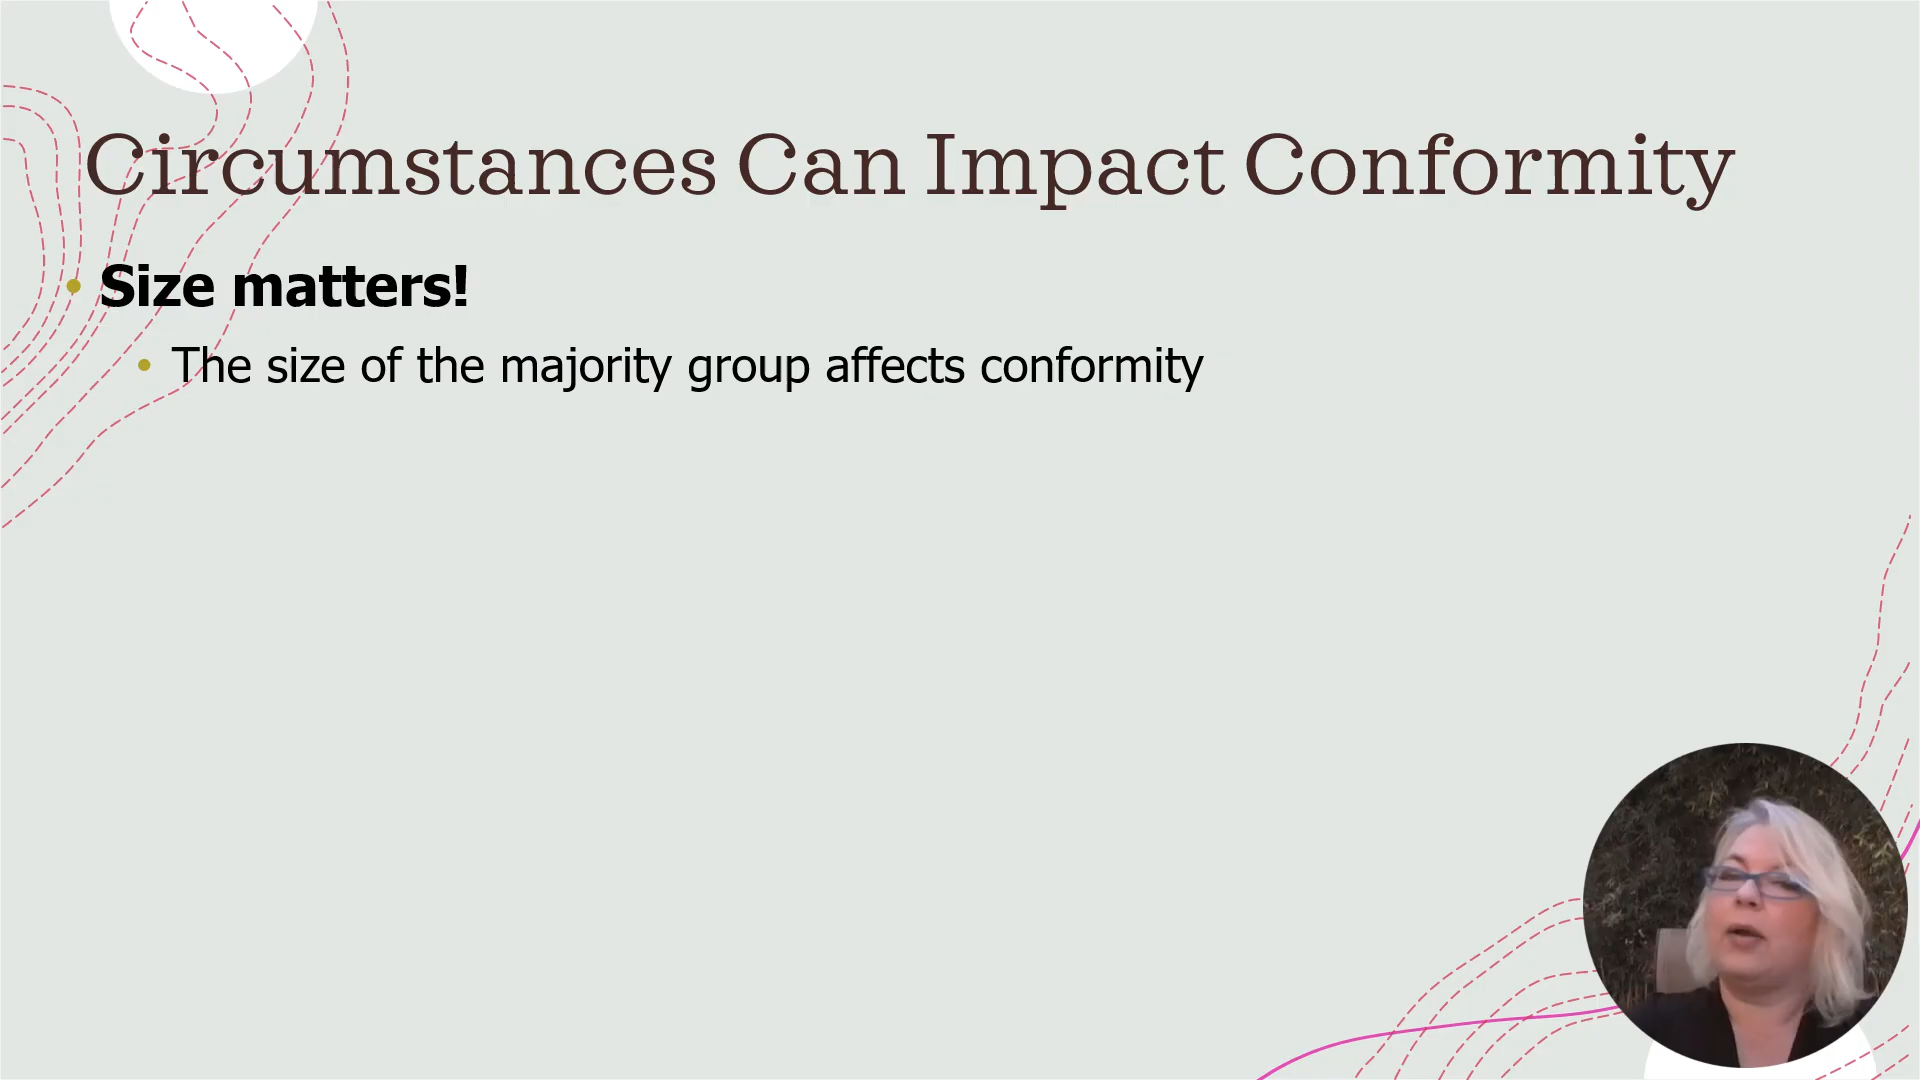 Circumstances Can Impact Conformity
• Size matters!
• The size of the majority group affects conformity